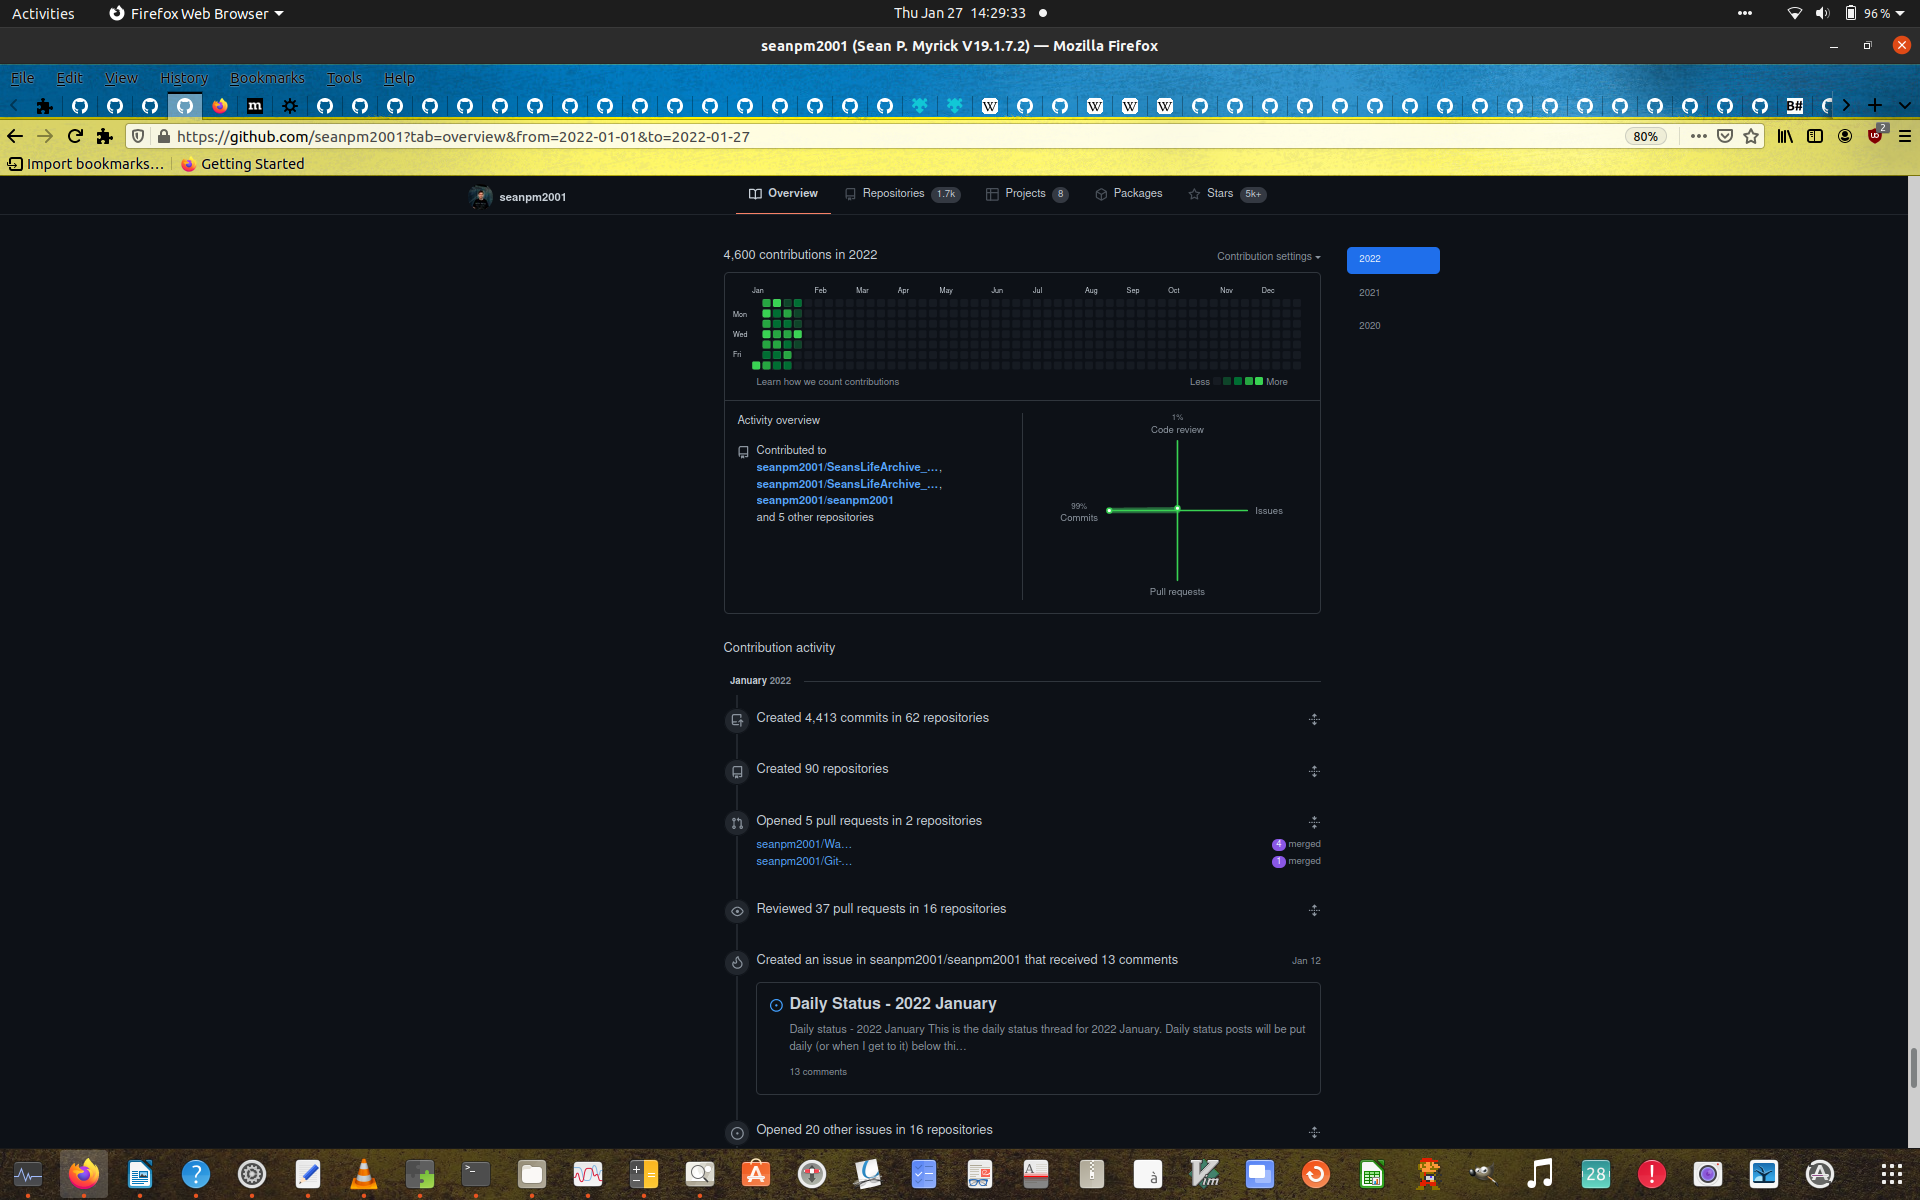 Activities
Firefox Web Browser
Thu Jan 27 14:29:33
96%
seanpm2001 (Sean P. Myrick V19.1.7.2) — Mozilla Firefox
File Edit View History Bookmarks Tools Help
m
W
W
W
W
B#
https://github.com/seanpm2001?tab=overview&from=2022-01-01&to=2022-01-27
80%
2
Import bookmarks…
Getting Started
seanpm2001
Overview
Repositories 1.7k
Projects 8
Packages
Stars 5k+
4,600 contributions in 2022
Contribution settings
2022
2021
2020
Jan Feb Mar Apr May Jun Jul Aug Sep Oct Nov Dec
Mon
Wed
Fri
Learn how we count contributions
Less
More
Activity overview
Contributed to
seanpm2001/SeansLifeArchive_…,
seanpm2001/SeansLifeArchive_…,
seanpm2001/seanpm2001
and 5 other repositories
1%
Code review
99%
Commits
Issues
Pull requests
Contribution activity
January 2022
Created 4,413 commits in 62 repositories
Created 90 repositories
Opened 5 pull requests in 2 repositories
seanpm2001/Wa…
4 merged
seanpm2001/Git-…
1 merged
Reviewed 37 pull requests in 16 repositories
Created an issue in seanpm2001/seanpm2001 that received 13 comments
Jan 12
Daily Status - 2022 January
Daily status - 2022 January This is the daily status thread for 2022 January. Daily status posts will be put
daily (or when I get to it) below thi…
13 comments
Opened 20 other issues in 16 repositories
?
>_
A
à
Vim
28
!